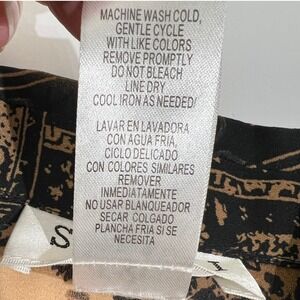 MACHINE WASH COLD,
GENTLE CYCLE
WITH LIKE COLORS
REMOVE PROMPTLY
DO NOT BLEACH
LINE DRY
COOL IRON AS NEEDED/
LAVAR EN LAVADORA
CON AGUA FRIA,
CICLO DELICADO
CON COLORES SIMILARES
REMOVER
INMEDIATAMENTE
NO USAR BLANQUEADOR
SECAR COLGADO
PLANCHA FRIA SI SE
NECESITA
S